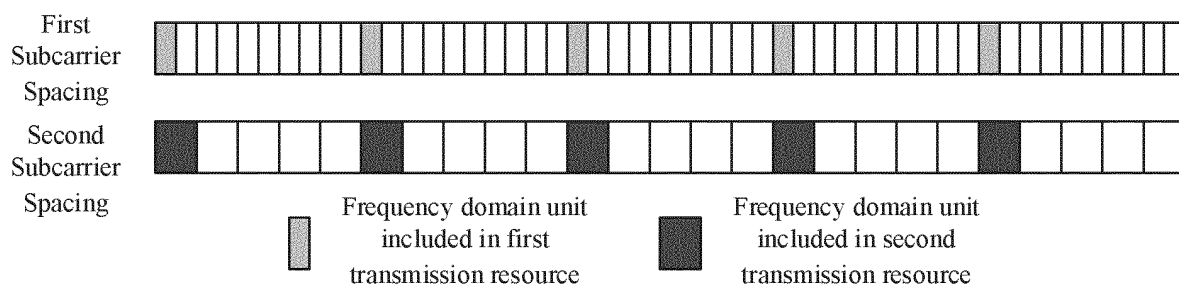 First
Subcarrier
Spacing
Second
Subcarrier
Spacing
Frequency domain unit
included in first
transmission resource
Frequency domain unit
included in second
transmission resource